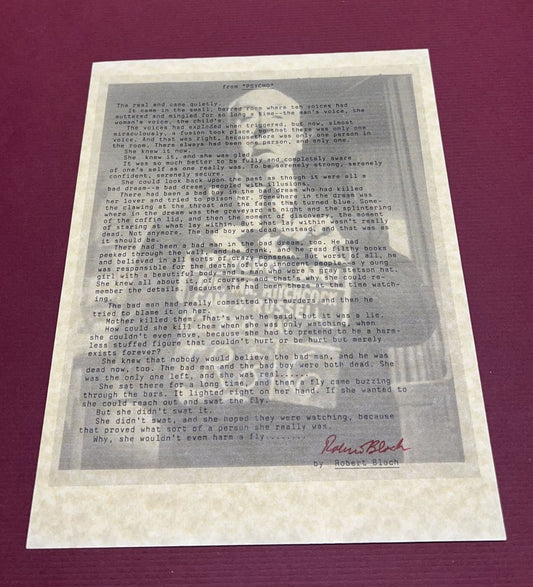 from "PSYCHO"
The real end came quietly.
It came in the small, barred room where ten voices had
muttered and mingled for so long a time--the man's voice, the
woman's voice, the child's.
The voices had exploded when triggered, but now, almost
miraculously, a fusion took place, so that there was only one
voice. And that was right, because there was only one person in
the room. There always had been one person, and only one.
She knew it now.
She knew it, and she was glad.
It was so much better to be fully and completely aware
of one's self as one really was. To be serenely strong, serenely
confident, serenely secure.
She could look back upon the past as though it were all a
bad dream--a bad dream, peopled with illusions.
There had been a bad boy in the bad dream who had killed
her lover and tried to poison her. Somewhere in the dream was
the clawing at the throat and the faces that turned blue. Some-
where in the dream was the graveyard at night and the splintering
of the coffin lid, and then the moment of discovery, the moment
of staring at what lay within. But what lay within wasn't really
dead. Not anymore. The bad boy was dead instead, and that was as
it should be.
There had been a bad man in the bad dream, too. He had
peeked through the wall, and he drank, and he read filthy books
and believed in all sorts of crazy nonsense. But worst of all, he
was responsible for the deaths of two innocent people--a young
girl with a beautiful body, and a man who wore a gray Stetson hat.
She knew all about it, of course, and that's why she could re-
member the details. Because she had been there at the time watch-
ing.
The bad man had really committed the murders and then he
tried to blame it on her.
Mother killed them. That's what he said, but it was a lie.
How could she kill them when she was only watching, when
she couldn't even move, because she had to pretend to be a harm-
less stuffed figure that couldn't hurt or be hurt but merely
exists forever?
She knew that nobody would believe the bad man, and he was
dead now, too. The bad man and the bad boy were both dead. She
was the only one left, and she was real......
She sat there for a long time, and then a fly came buzzing
through the bars. It lighted right on her hand. If she wanted to
she could reach out and swat the fly.
But she didn't swat it.
She didn't swat, and she hoped they were watching, because
that proved what sort of a person she really was.
Why, she wouldn't even harm a fly........
Robert Bloch
by Robert Bloch